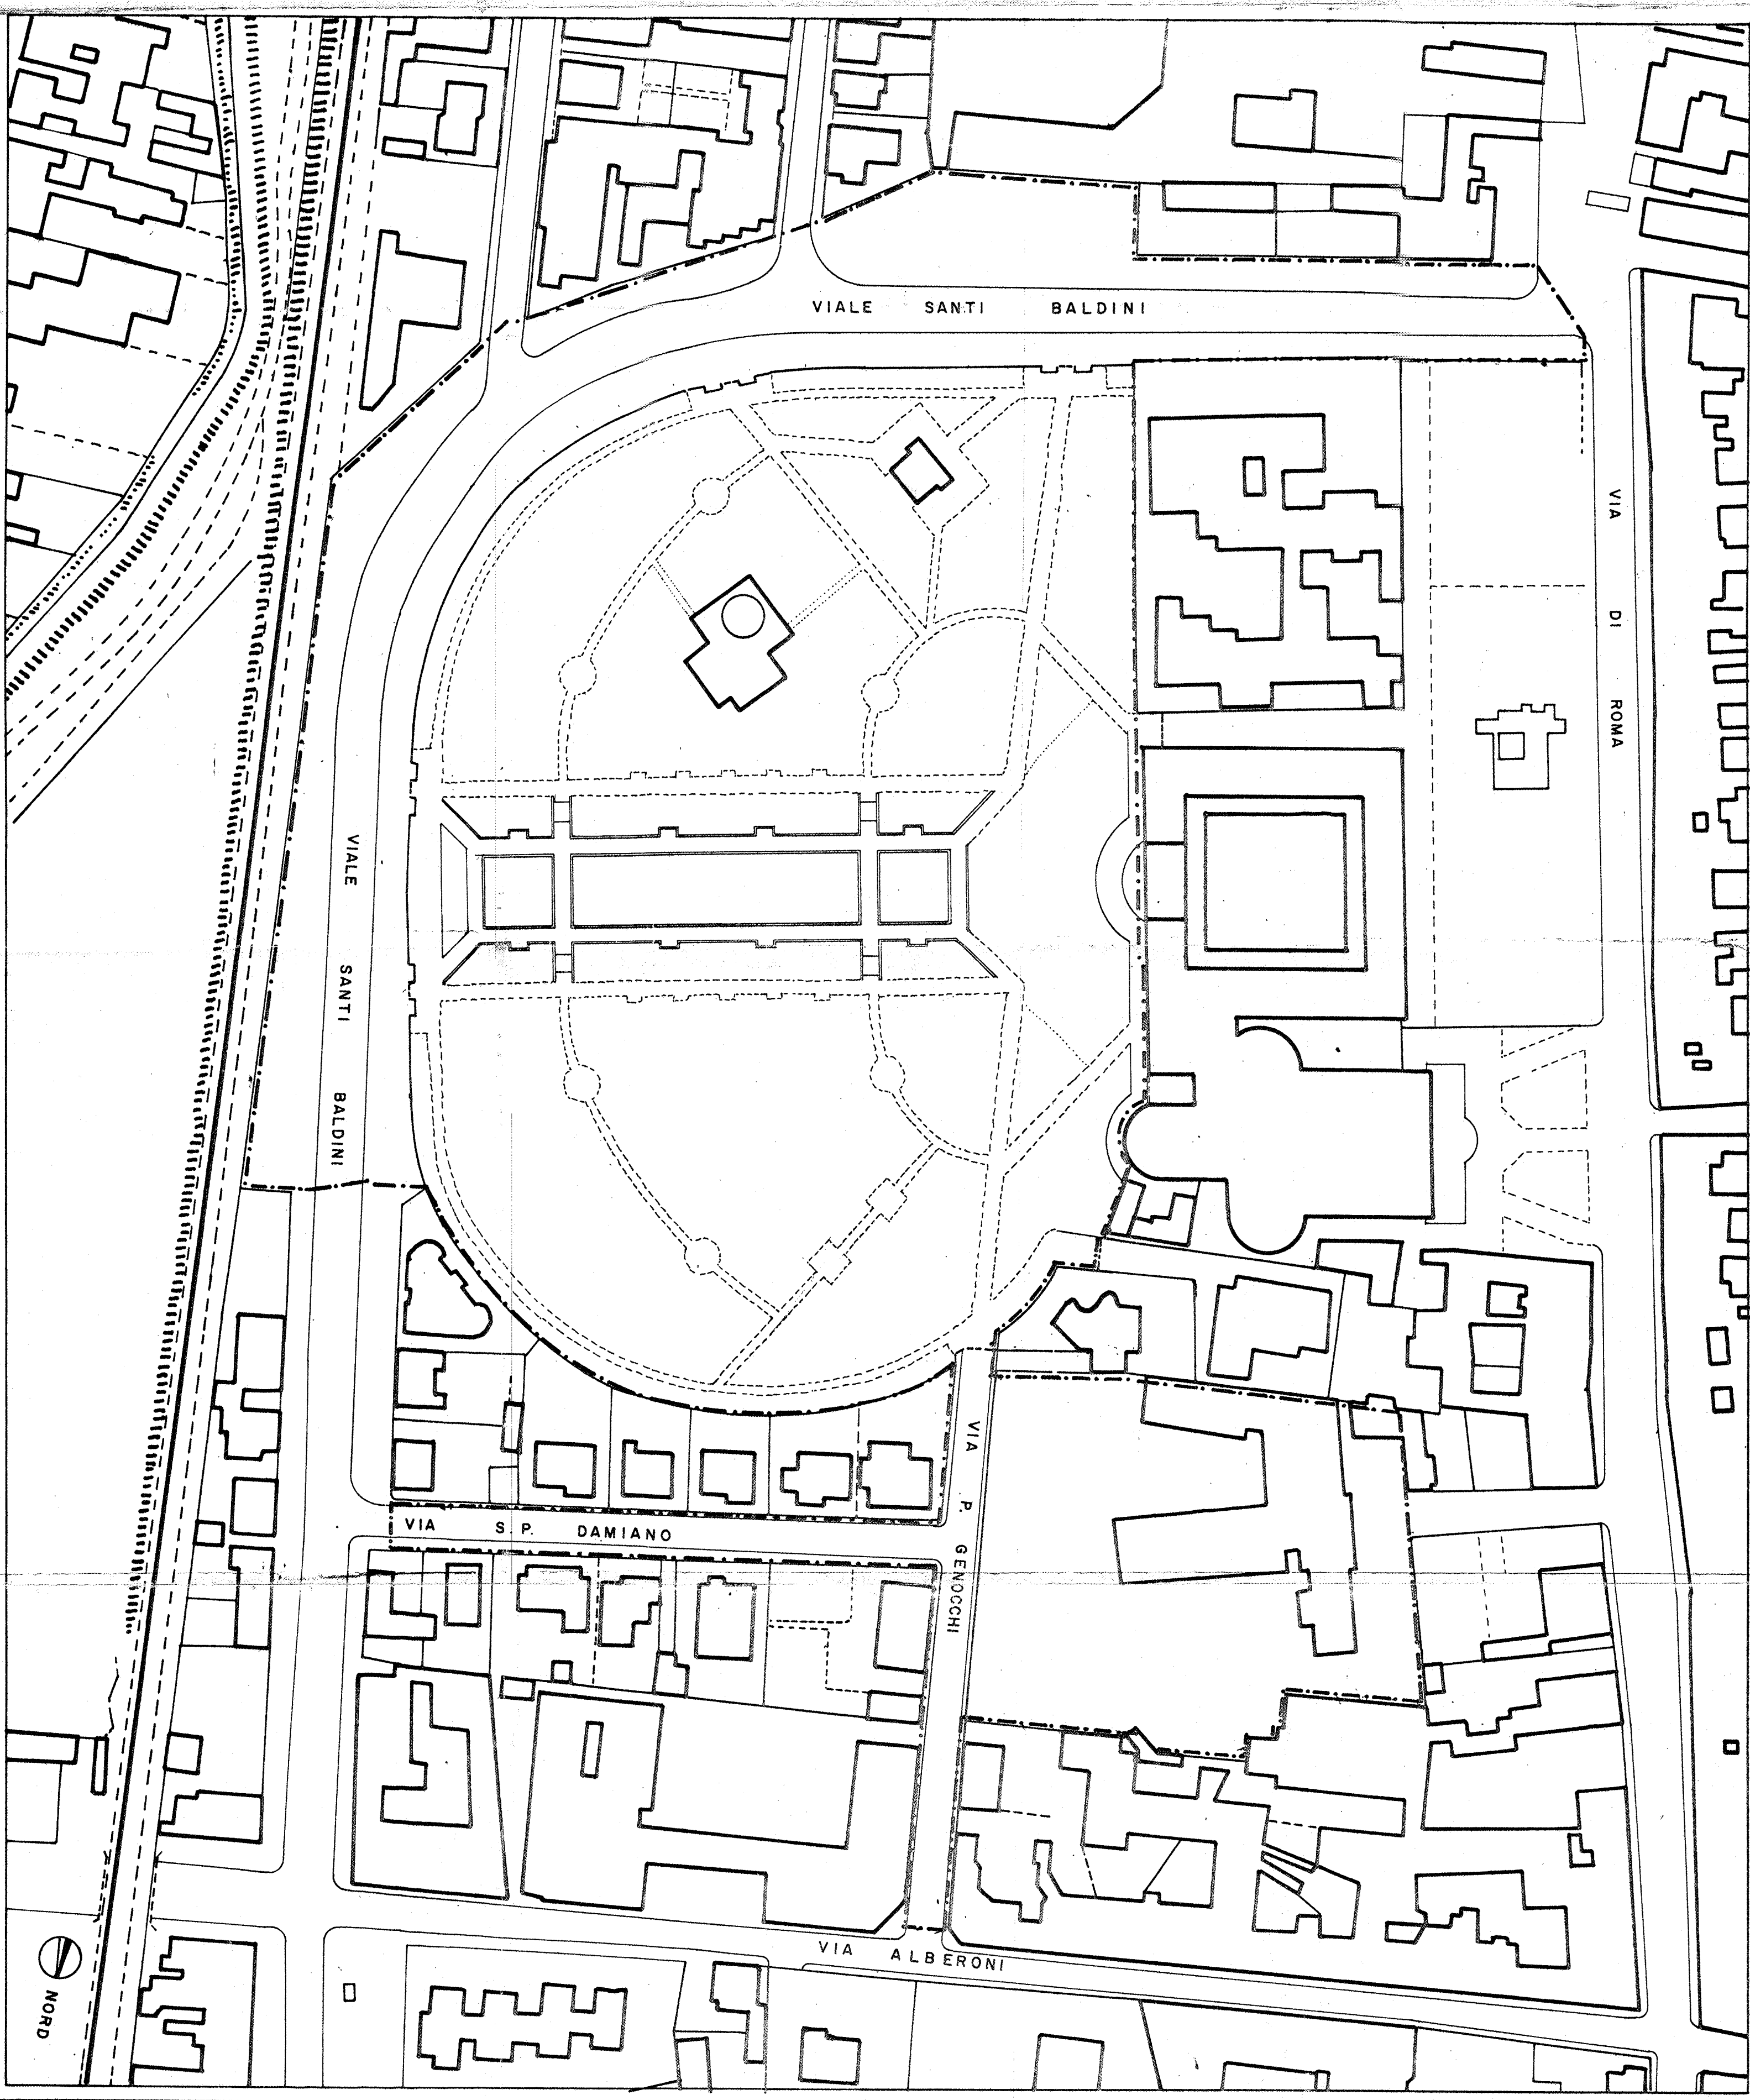 VIALE SANTI BALDINI
VIA DI ROMA
VIALE SANTI BALDINI
VIA P. GENOCCHI
VIA S. P. DAMIANO
VIA ALBERONI
NORD